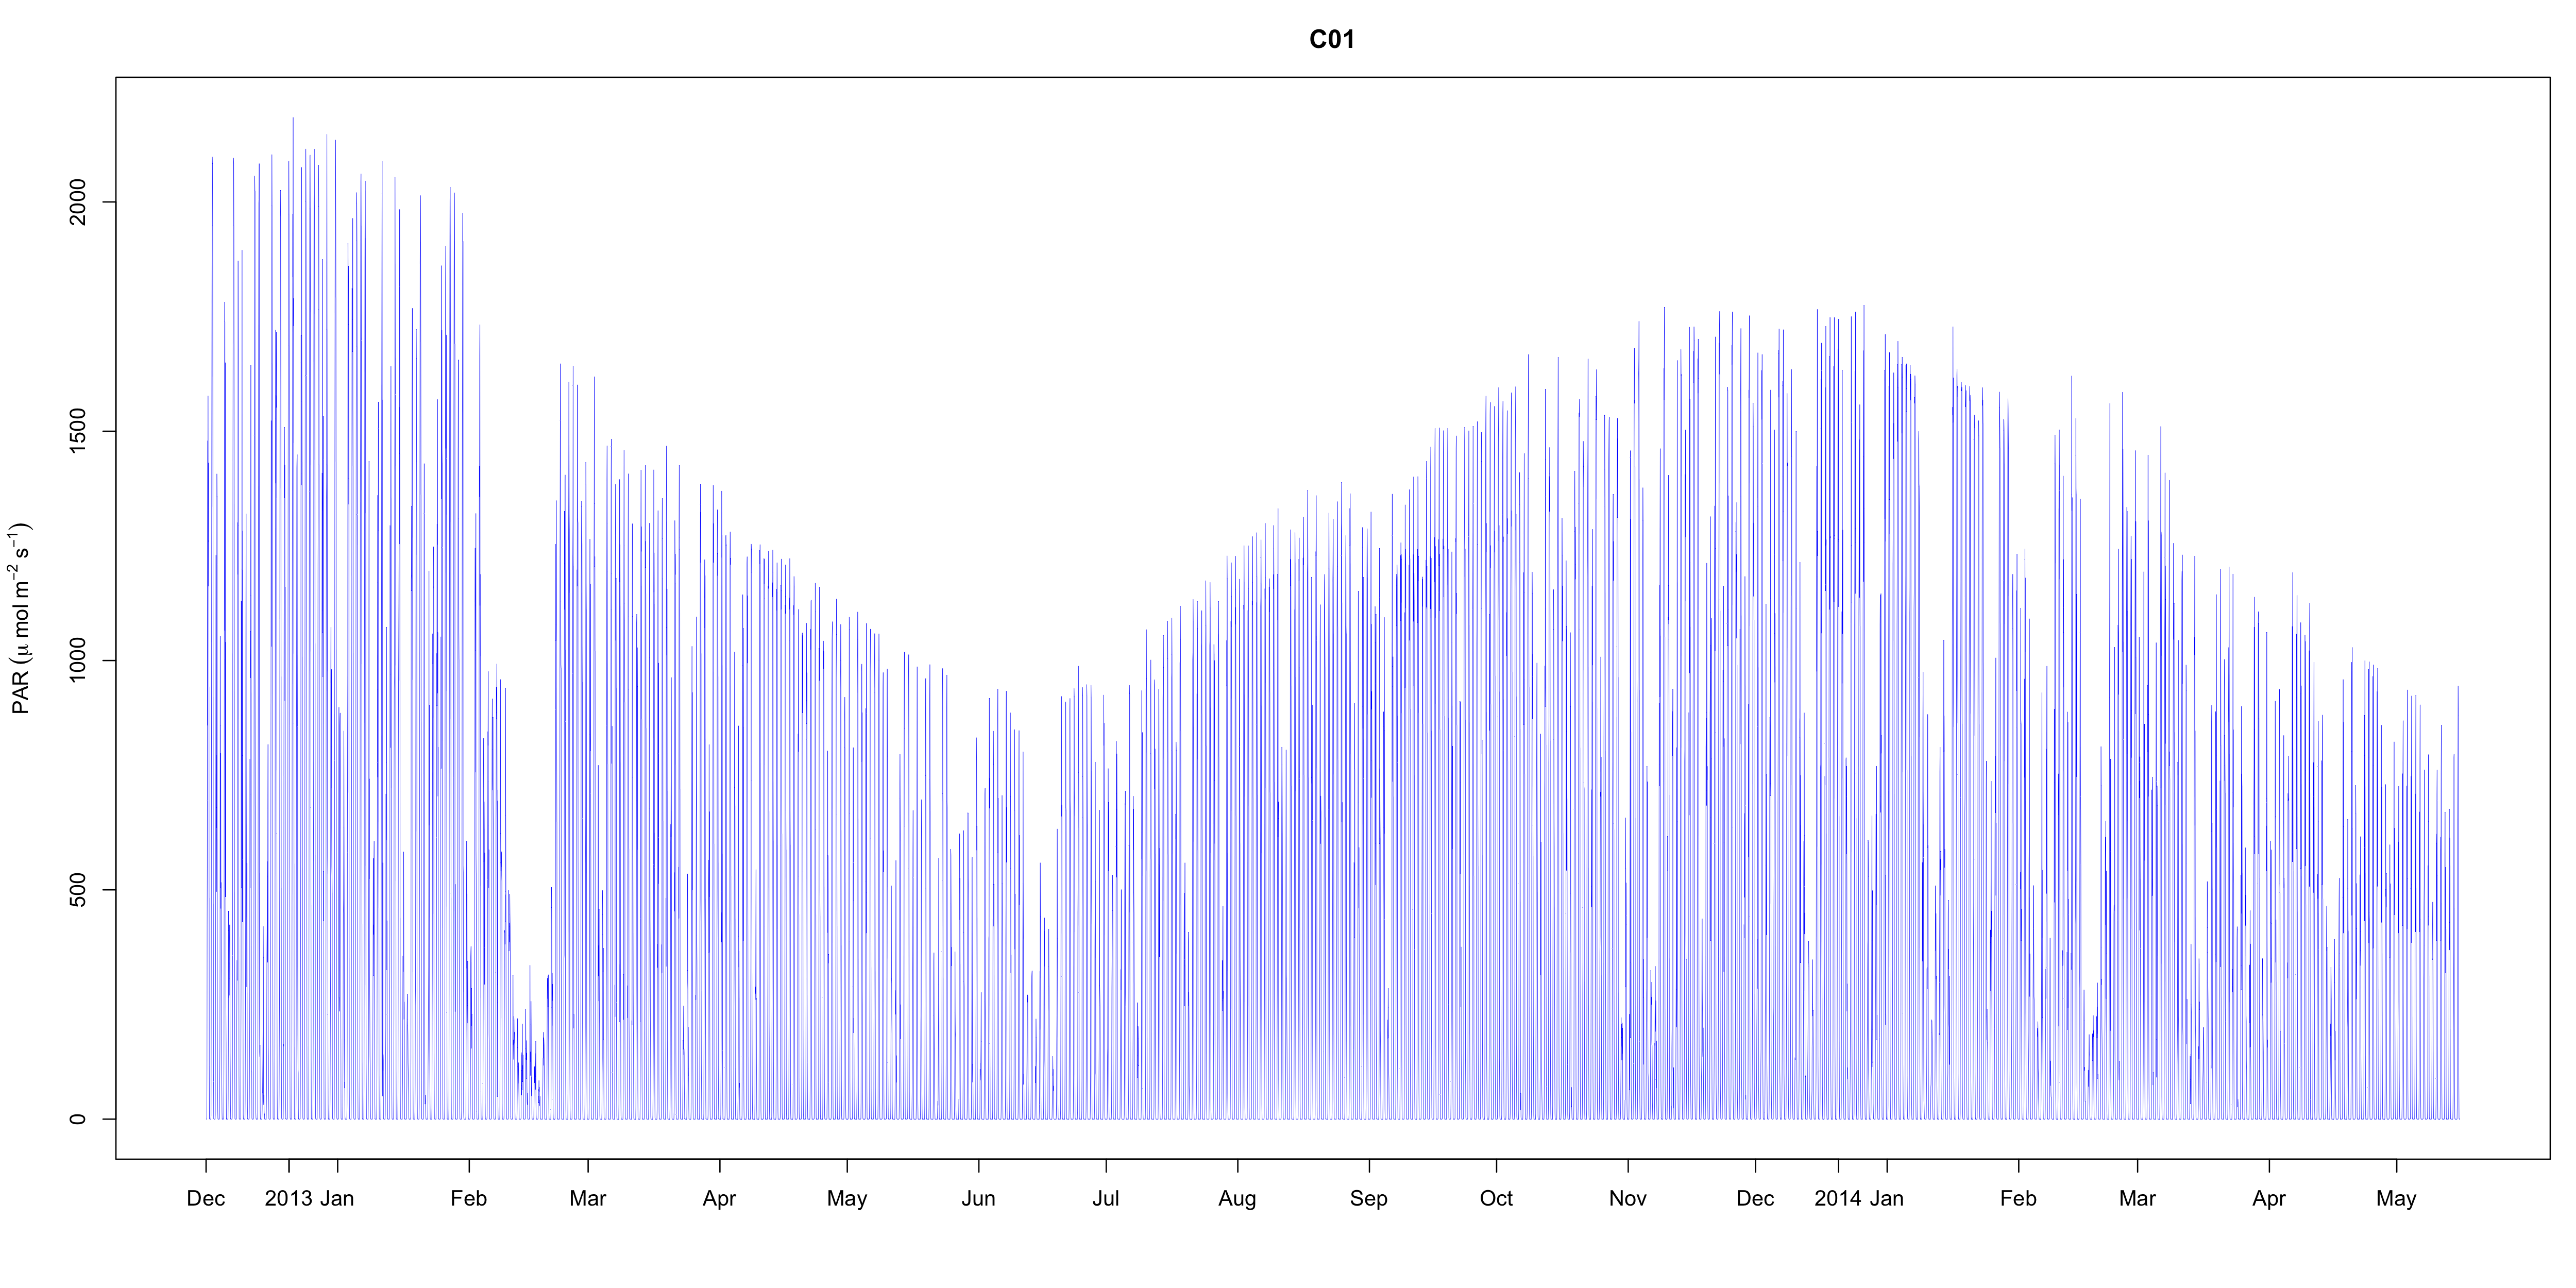 C01
PAR (μ mol m⁻² s⁻¹)
2000
1500
1000
500
0
Dec 2013 Jan Feb Mar Apr May Jun Jul Aug Sep Oct Nov Dec 2014 Jan Feb Mar Apr May